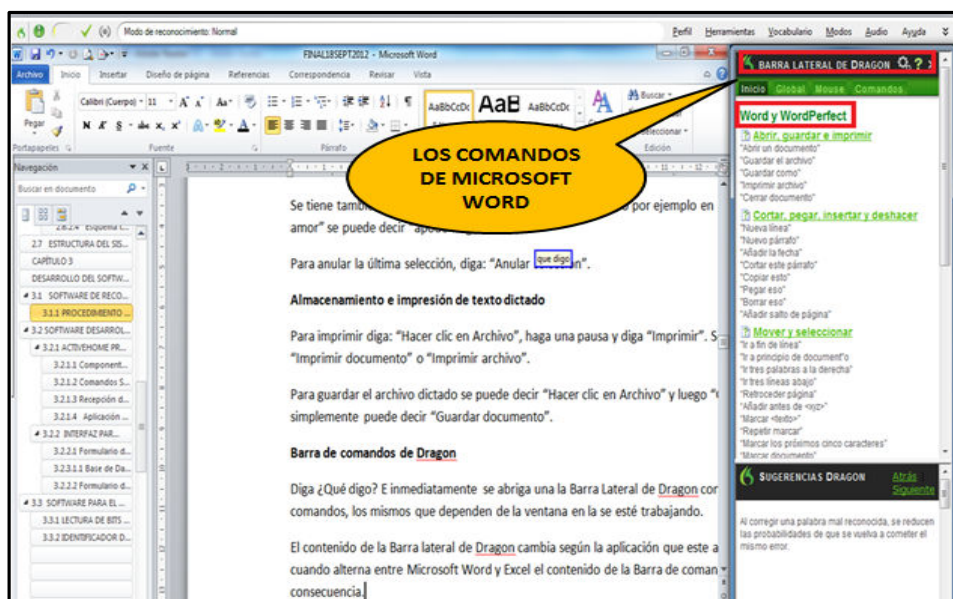 Modo de reconocimiento: Normal
Perfil Herramientas Vocabulario Modos Audio Ayuda
FINAL18SEPT2012 - Microsoft Word
Archivo Inicio Insertar Diseño de página Referencias Correspondencia Revisar Vista
Calibri (Cuerpo) 11
Pegar
N K S abc x, x²
AaBbCcDc AaB AaBbCcDc
Buscar
Seleccionar
Portapapeles Fuente Párrafo Edición
LOS COMANDOS
DE MICROSOFT
WORD
Navegación
Buscar en documento
2.6.2.4 Esquema
2.7 ESTRUCTURA DEL SIS...
CAPÍTULO 3
DESARROLLO DEL SOFTW...
3.1 SOFTWARE DE RECO...
3.1.1 PROCEDIMIENTO ...
3.2 SOFTWARE DESARROL...
3.2.1 ACTIVEHOME PR...
3.2.1.1 Component...
3.2.1.2 Comandos S...
3.2.1.3 Recepción d...
3.2.1.4 Aplicación ...
3.2.2 INTERFAZ PAR...
3.2.2.1 Formulario d...
3.2.3.1.1 Base de Da...
3.2.2.2 Formulario d...
3.3 SOFTWARE PARA EL ...
3.3.1 LECTURA DE BITS ...
3.3.2 IDENTIFICADOR D...
Se tiene también por ejemplo en
amor" se puede decir
Para anular la última selección, diga: "Anular
que digo
Almacenamiento e impresión de texto dictado
Para imprimir diga: "Hacer clic en Archivo", haga una pausa y diga "Imprimir". S
"Imprimir documento" o "Imprimir archivo".
Para guardar el archivo dictado se puede decir "Hacer clic en Archivo" y luego
simplemente puede decir "Guardar documento".
Barra de comandos de Dragon
Diga ¿Qué digo? E inmediatamente se abriga una la Barra Lateral de Dragon con
comandos, los mismos que dependen de la ventana en la se esté trabajando.
El contenido de la Barra lateral de Dragon cambia según la aplicación que este a
cuando alterna entre Microsoft Word y Excel el contenido de la Barra de coman
consecuencia.
BARRA LATERAL DE DRAGON
Inicio Global Mouse Comandos
Word y WordPerfect
Abrir, guardar e imprimir
"Abrir un documento"
"Guardar el archivo"
"Guardar como"
"Imprimir archivo"
"Cerrar documento"
Cortar, pegar, insertar y deshacer
"Nueva línea"
"Nuevo párrafo"
"Añadir la fecha"
"Cortar este párrafo"
"Copiar esto"
"Pegar eso"
"Borrar eso"
"Añadir salto de página"
Mover y seleccionar
"Ir a fin de línea"
"Ir a principio de document"o
"Ir tres palabras a la derecha"
"Ir tres líneas abajo"
"Retroceder página"
"Añadir antes de <xyz>"
"Marcar <texto>"
"Repetir marcar"
"Marcar los próximos cinco caracteres"
"Marcar documento"
SUGERENCIAS DRAGON
Atrás
Siguiente
Al corregir una palabra mal reconocida, se reducen
las probabilidades de que se vuelva a cometer el
mismo error.